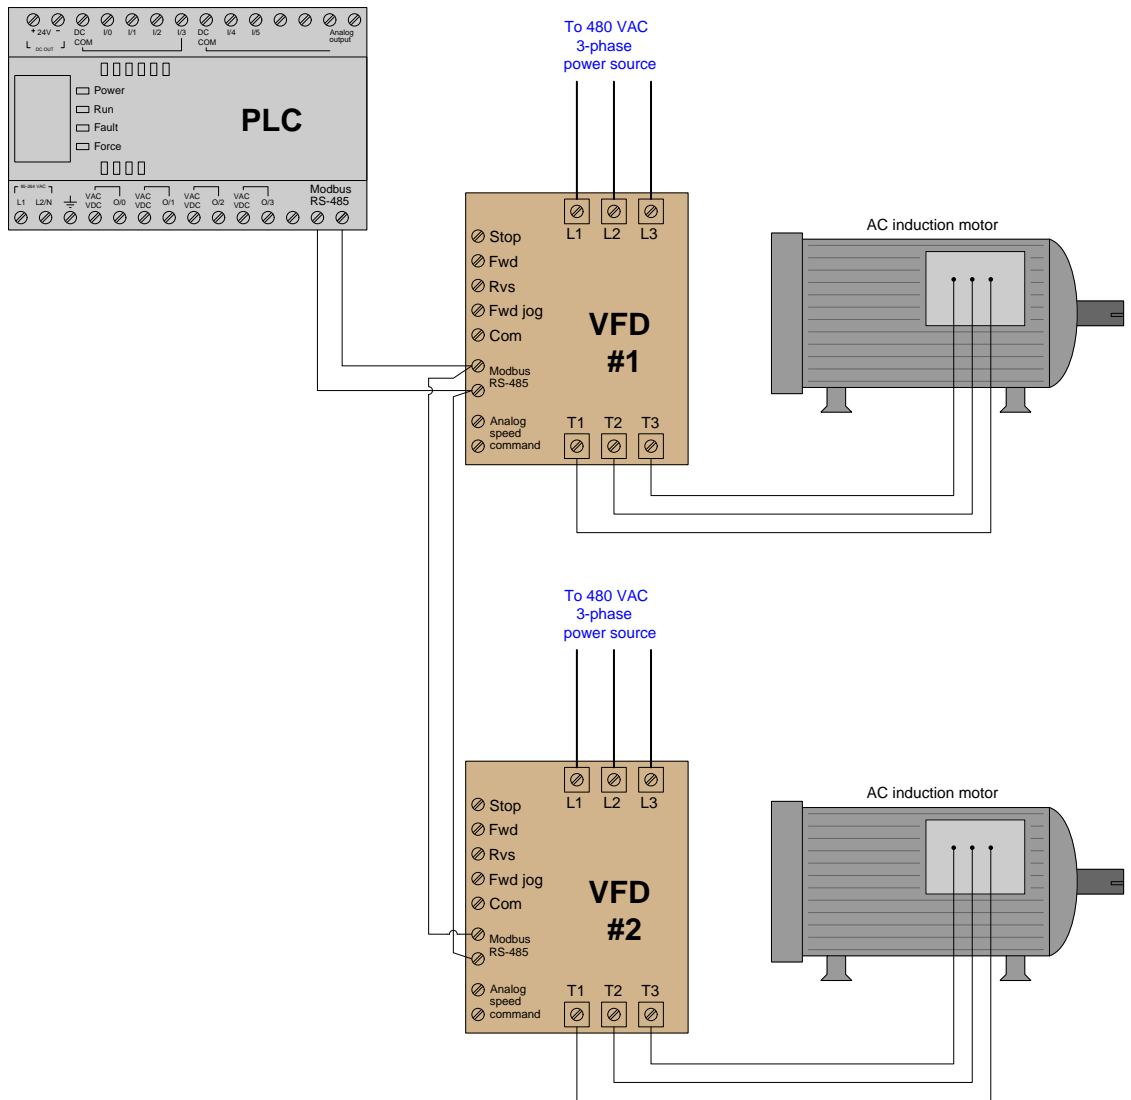 + 24V -
DC OUT
DC
COM
I/0
I/1
I/2
I/3
DC
COM
I/4
I/5
Analog
output
Power
Run
Fault
Force
PLC
85-264 VAC
L1
L2/N
VAC
VDC
O/0
VAC
VDC
O/1
VAC
VDC
O/2
VAC
VDC
O/3
Modbus
RS-485
To 480 VAC
3-phase
power source
L1 L2 L3
Stop
Fwd
Rvs
Fwd jog
Com
Modbus
RS-485
Analog
speed
command
VFD
#1
T1 T2 T3
AC induction motor
To 480 VAC
3-phase
power source
L1 L2 L3
Stop
Fwd
Rvs
Fwd jog
Com
Modbus
RS-485
Analog
speed
command
VFD
#2
T1 T2 T3
AC induction motor